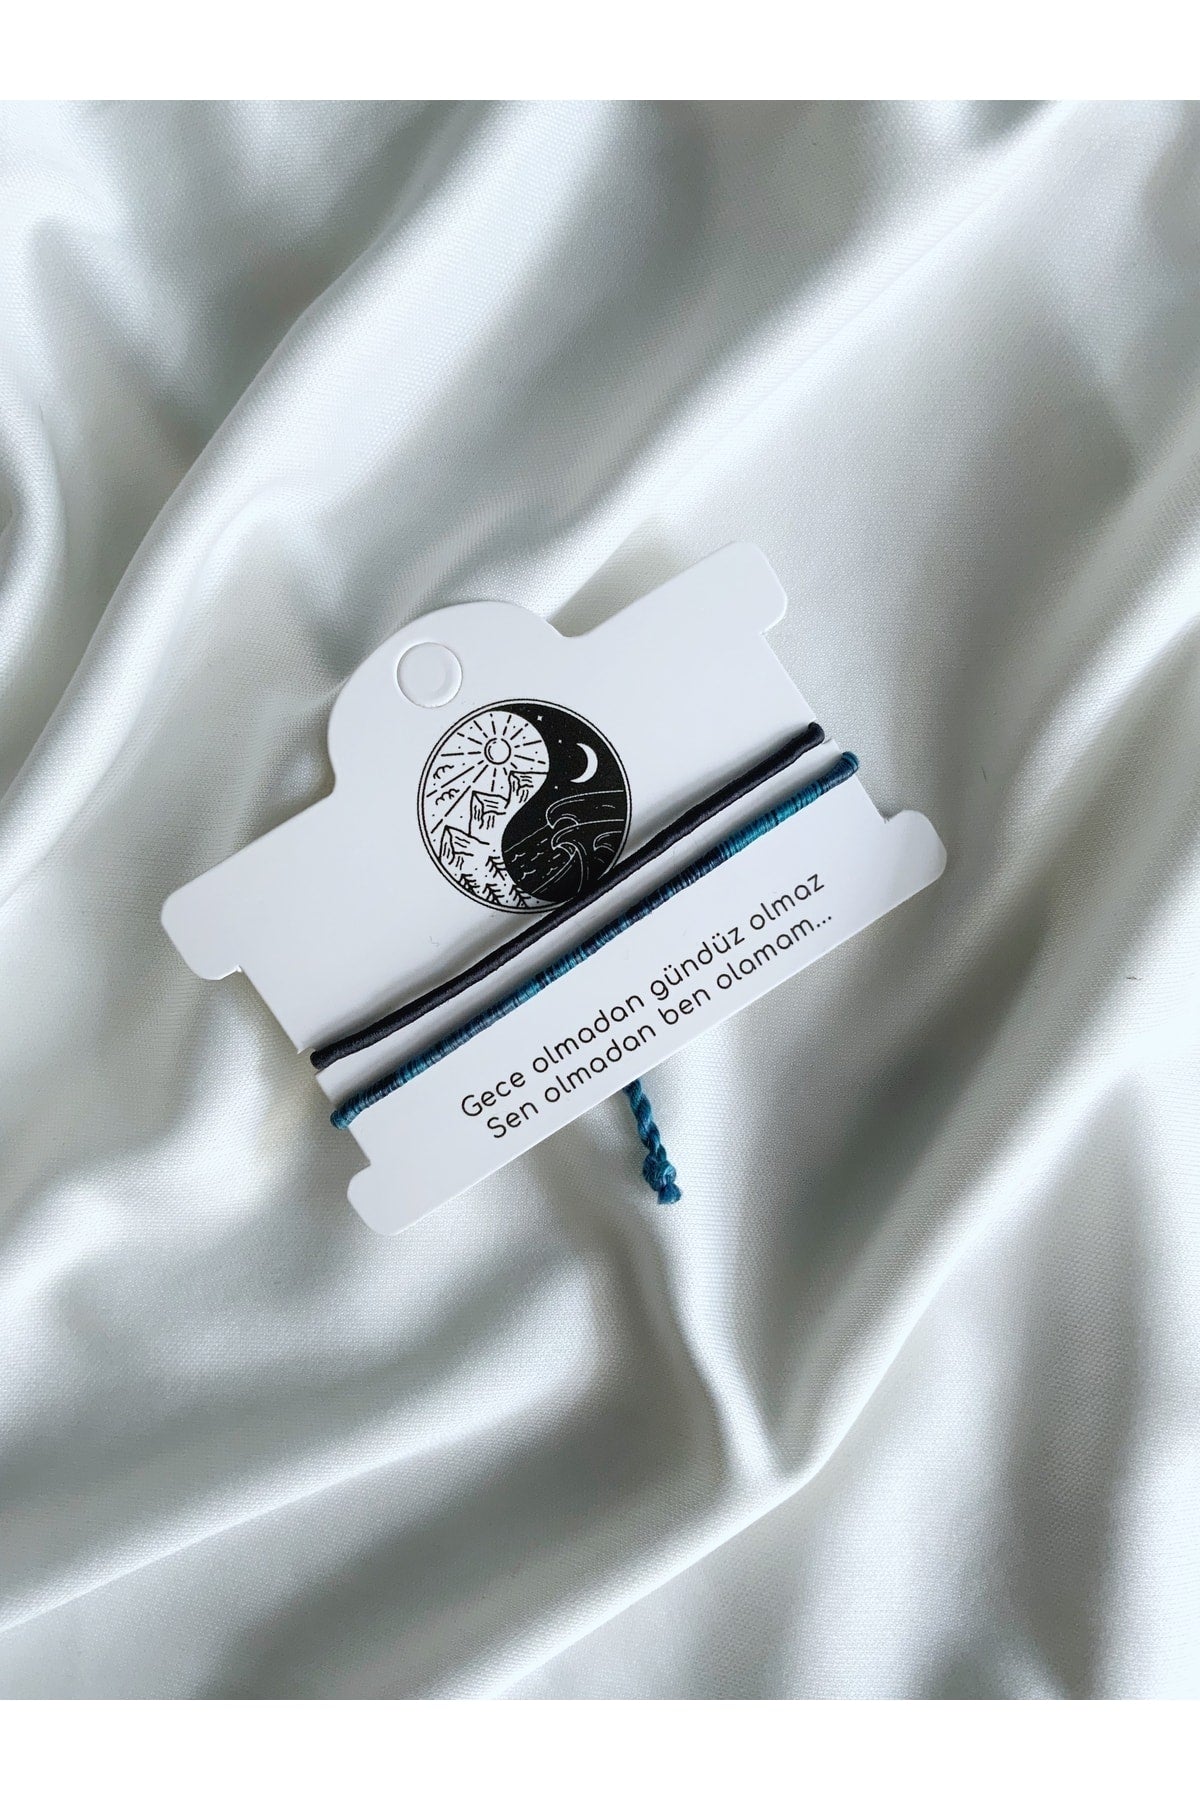 Gece olmadan gündüz olmaz
Sen olmadan ben olamam...